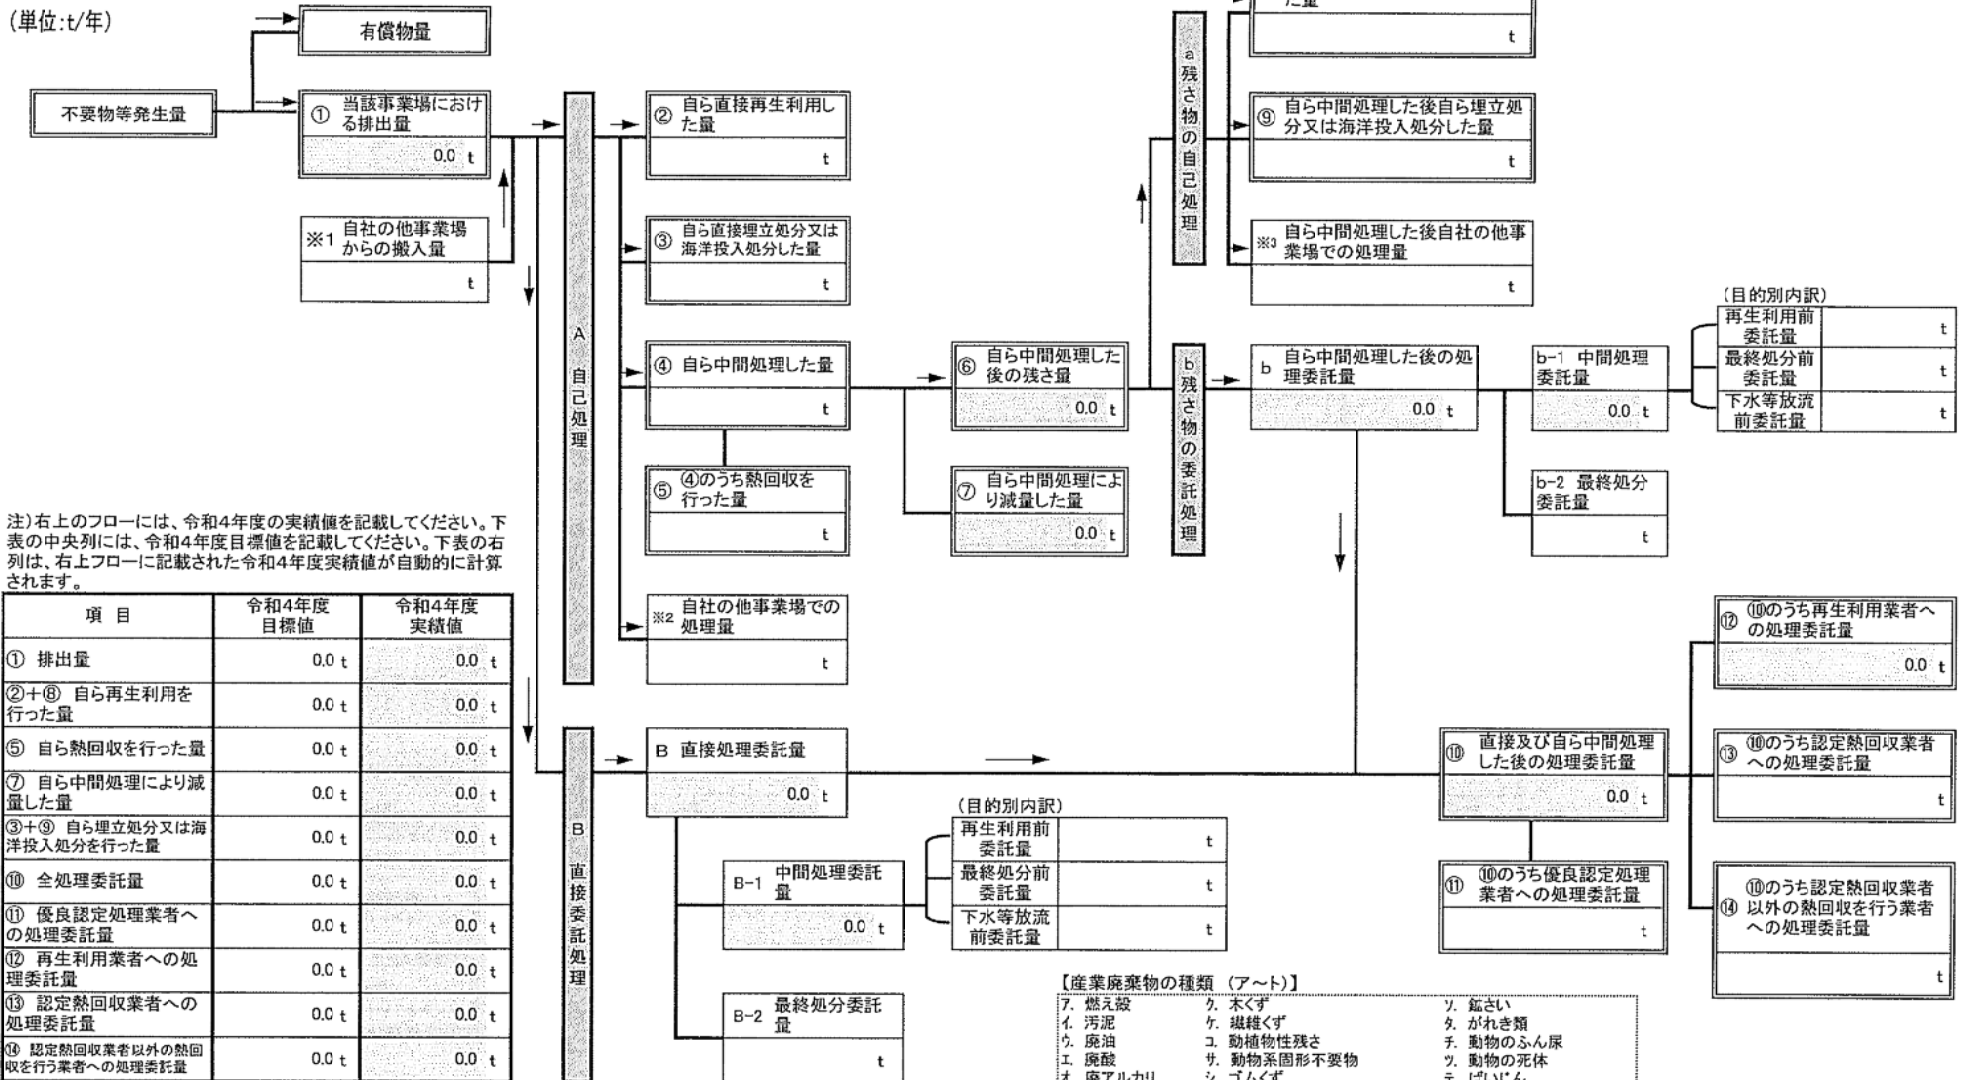 (単位:t/年)
有償物量
不要物等発生量
① 当該事業場におけ
る排出量
0.0 t
※1 自社の他事業場
からの搬入量
t
A 自己処理
② 自ら直接再生利用し
た量
t
③ 自ら直接埋立処分又は
海洋投入処分した量
t
④ 自ら中間処理した量
t
⑤ ④のうち熱回収を
行った量
t
※2 自社の他事業場での
処理量
t
⑥ 自ら中間処理した
後の残さ量
0.0 t
⑦ 自ら中間処理によ
り減量した量
0.0 t
a 残さ物の自己処理
た量
t
⑨ 自ら中間処理した後自ら埋立処
分又は海洋投入処分した量
t
※3 自ら中間処理した後自社の他事
業場での処理量
t
b 残さ物の委託処理
b 自ら中間処理した後の処
理委託量
0.0 t
b-1 中間処理
委託量
0.0 t
(目的別内訳)
再生利用前
委託量 t
最終処分前
委託量 t
下水等放流
前委託量 t
b-2 最終処分
委託量
t
注)右上のフローには、令和4年度の実績値を記載してください。下
表の中央列には、令和4年度目標値を記載してください。下表の右
列は、右上フローに記載された令和4年度実績値が自動的に計算
されます。
項 目 令和4年度 令和4年度
目標値 実績値
① 排出量 0.0 t 0.0 t
②+⑧ 自ら再生利用を
行った量 0.0 t 0.0 t
⑤ 自ら熱回収を行った量 0.0 t 0.0 t
⑦ 自ら中間処理により減
量した量 0.0 t 0.0 t
③+⑨ 自ら埋立処分又は海
洋投入処分を行った量 0.0 t 0.0 t
⑩ 全処理委託量 0.0 t 0.0 t
⑪ 優良認定処理業者へ
の処理委託量 0.0 t 0.0 t
⑫ 再生利用業者への処
理委託量 0.0 t 0.0 t
⑬ 認定熱回収業者への
処理委託量 0.0 t 0.0 t
⑭ 認定熱回収業者以外の熱回
収を行う業者への処理委託量 0.0 t 0.0 t
B 直接委託処理
B 直接処理委託量
0.0 t
B-1 中間処理委託
量
0.0 t
(目的別内訳)
再生利用前
委託量 t
最終処分前
委託量 t
下水等放流
前委託量 t
B-2 最終処分委託
量
t
⑩ 直接及び自ら中間処理
した後の処理委託量
0.0 t
⑪ ⑩のうち優良認定処理
業者への処理委託量
t
⑫ ⑩のうち再生利用業者へ
の処理委託量
0.0 t
⑬ ⑩のうち認定熱回収業者
への処理委託量
t
⑭ ⑩のうち認定熱回収業者
以外の熱回収を行う業者
への処理委託量
t
【産業廃棄物の種類 (ア~ト)】
ア. 燃え殻 ク. 木くず ソ. 鉱さい
イ. 汚泥 ケ. 繊維くず タ. がれき類
ウ. 廃油 コ. 動植物性残さ チ. 動物のふん尿
エ. 廃酸 サ. 動物系固形不要物 ツ. 動物の死体
オ. 廃アルカリ シ. ゴムくず テ. ばいじん